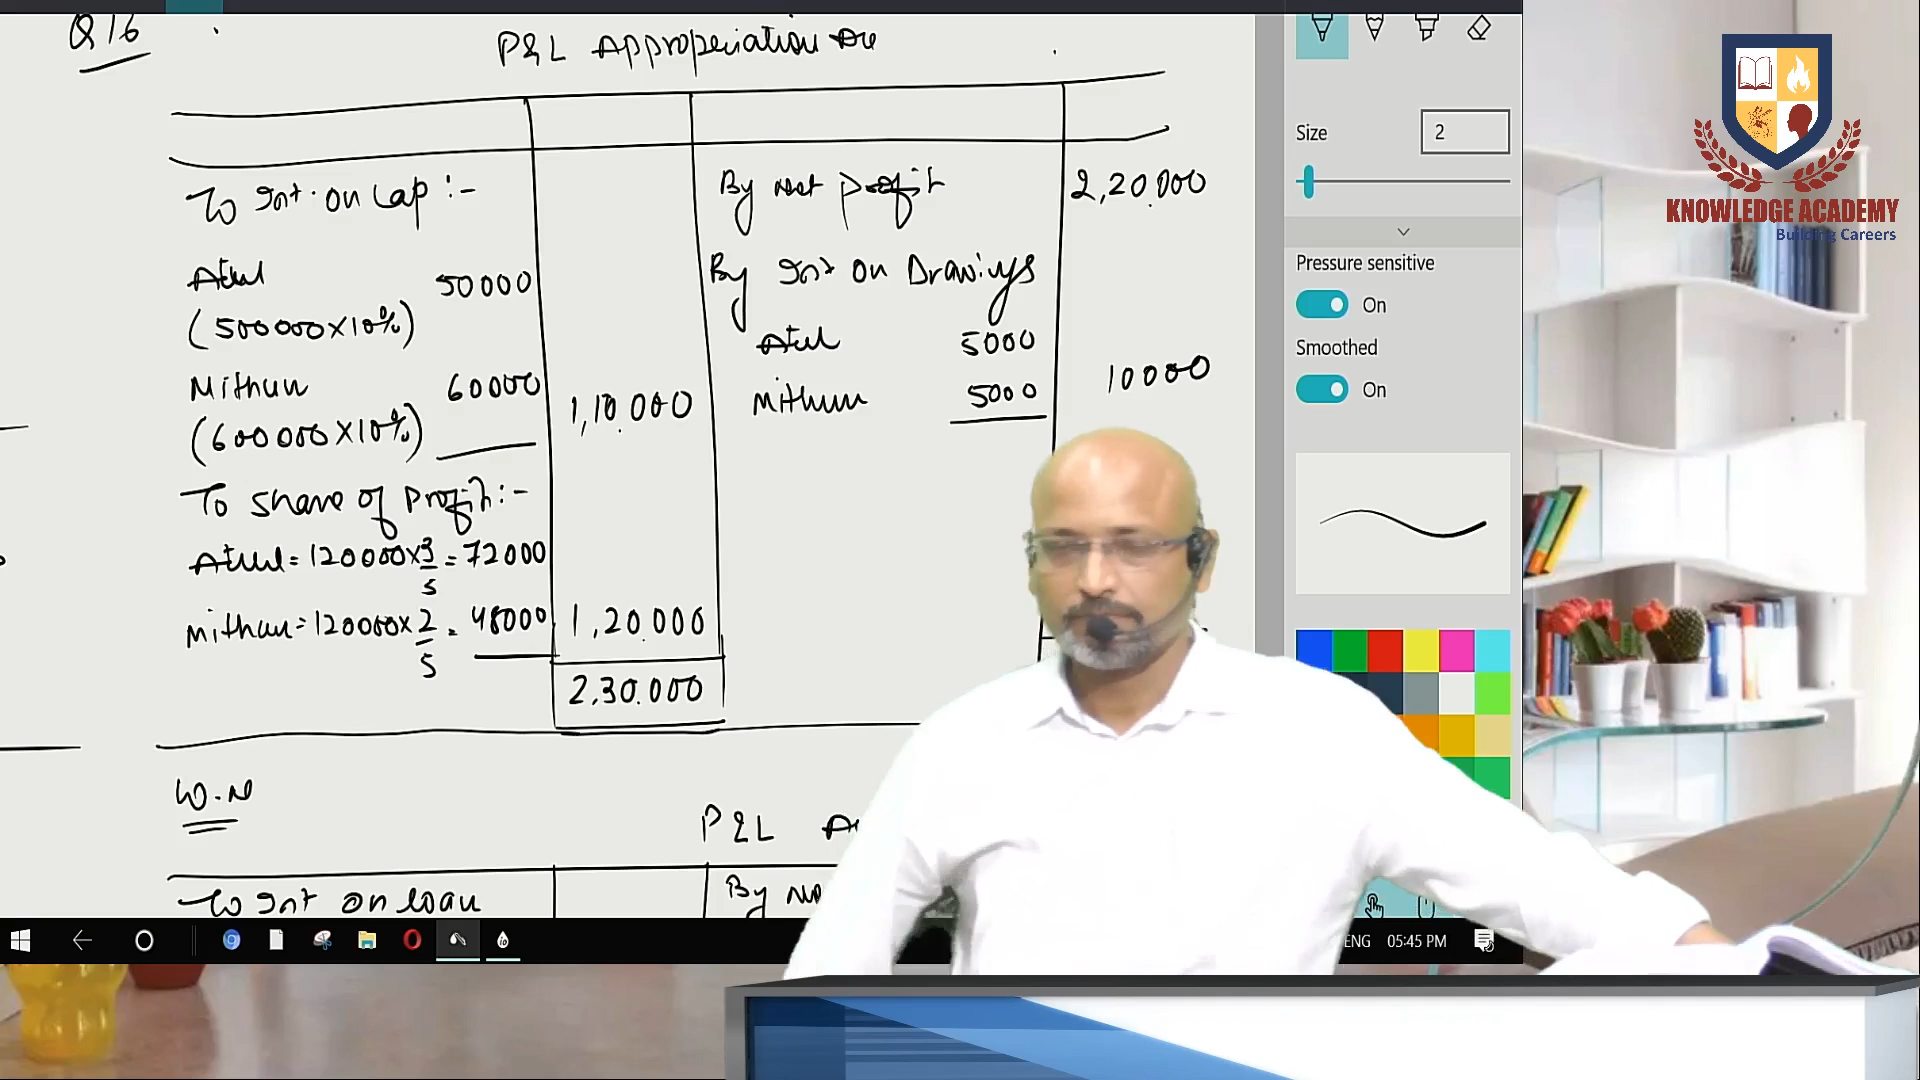 Q16
P&L Appropriation Ac
To Int. on Cap :-
By Net Profit 2,20,000
Atul 50000
(500000×10%)
By Int on Drawings
Atul 5000
Mithun 60000 1,10,000
(600000×10%)
Mithun 5000 10000
To Share of Profit :-
Atul = 120000×3/5 = 72000
Mithun = 120000×2/5 = 48000 1,20,000
2,30,000
W.N
P&L
To Int on loan
By
Size 2
Pressure sensitive
On
Smoothed
On
KNOWLEDGE ACADEMY
Building Careers
ENG 05:45 PM